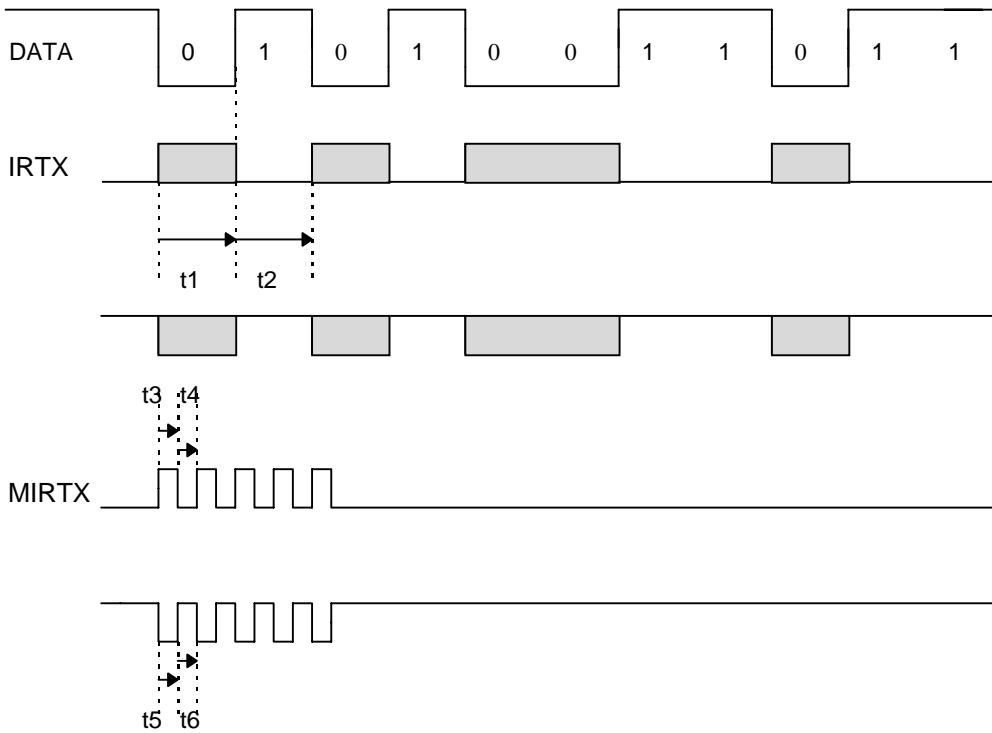 DATA 0 1 0 1 0 0 1 1 0 1 1
IRTX
t1 t2
t3 t4
MIRTX
t5 t6